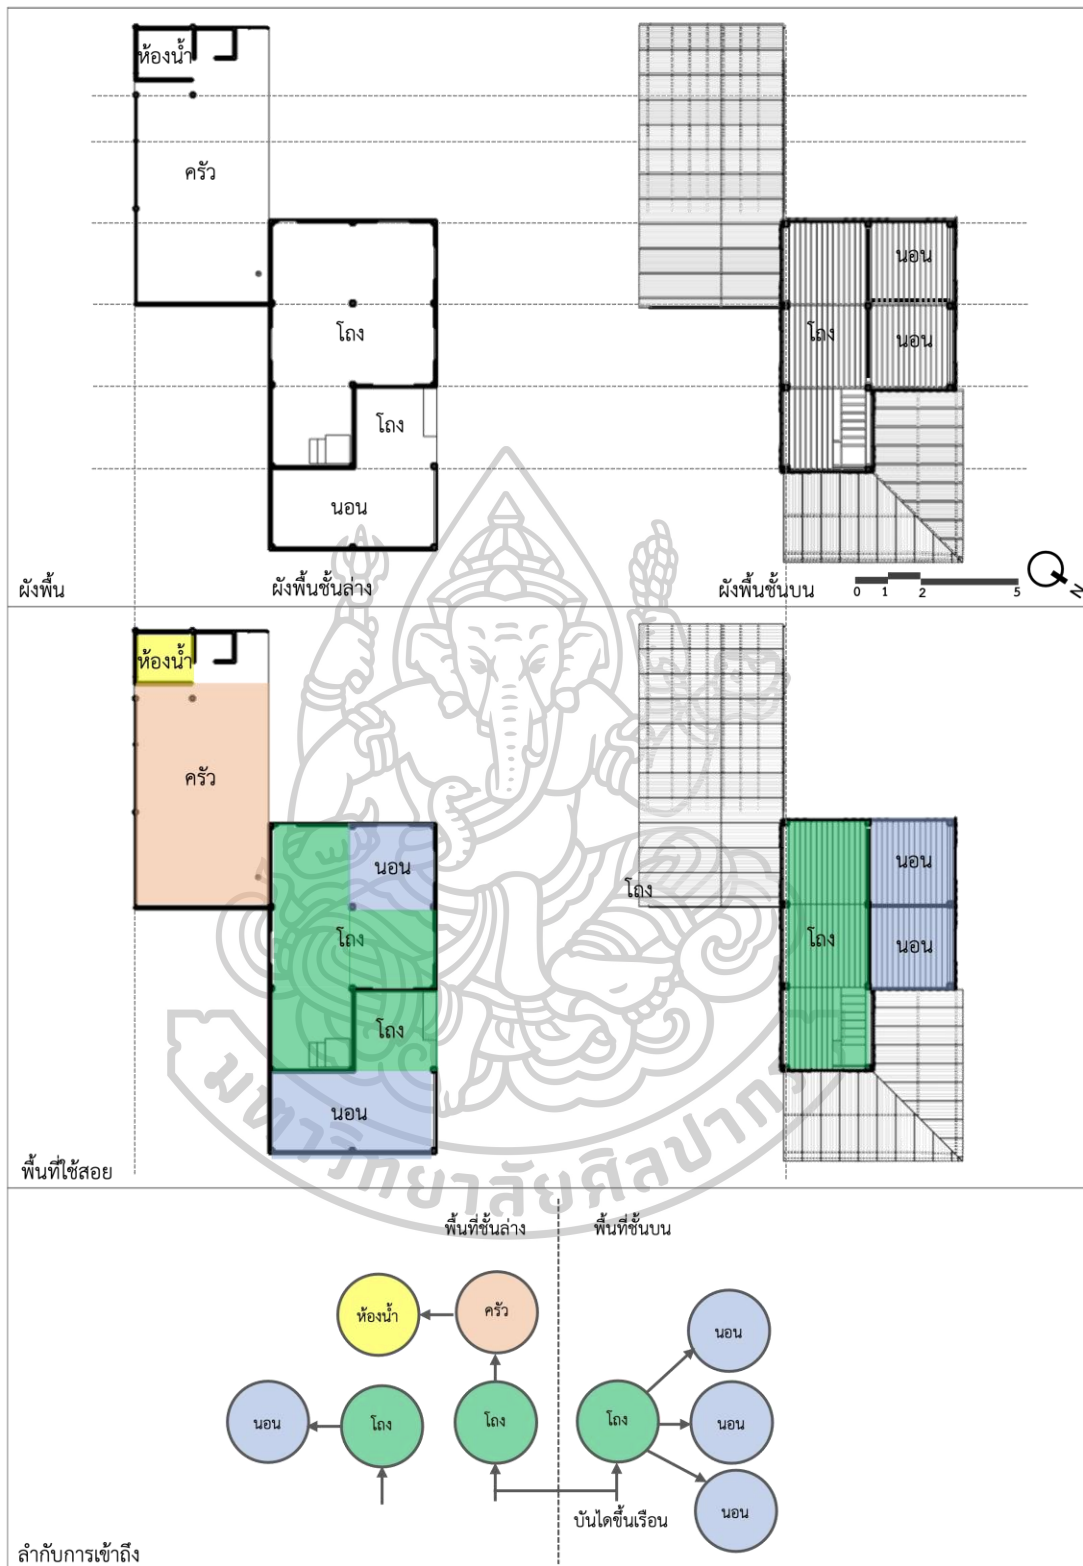 ห้องน้ำ
ครัว
นอน
โถง
นอน
โถง
โถง
นอน
ผังพื้น
ผังพื้นชั้นล่าง
ผังพื้นชั้นบน
0 1 2 5
N
ห้องน้ำ
ครัว
นอน
นอน
โถง
โถง
โถง
นอน
โถง
นอน
มหาวิทยาลัยศิลปากร
พื้นที่ใช้สอย
พื้นที่ชั้นล่าง
พื้นที่ชั้นบน
ห้องน้ำ
ครัว
นอน
นอน
โถง
โถง
โถง
นอน
นอน
บันไดขึ้นเรือน
ลำกับการเข้าถึง